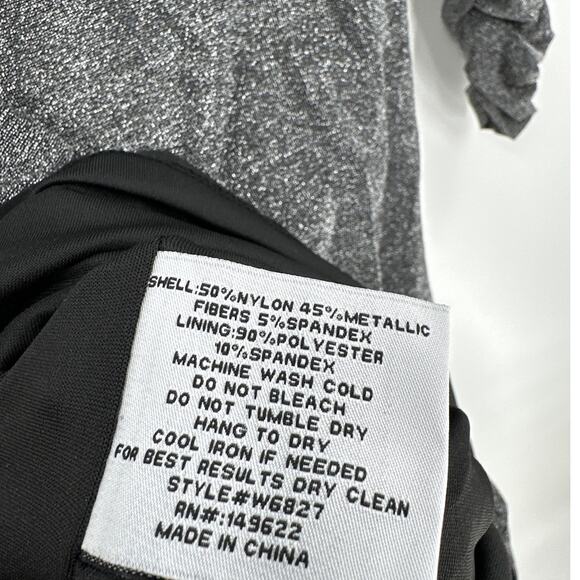 SHELL:50%NYLON 45%METALLIC
FIBERS 5%SPANDEX
LINING:90%POLYESTER
10%SPANDEX
MACHINE WASH COLD
DO NOT BLEACH
DO NOT TUMBLE DRY
HANG TO DRY
COOL IRON IF NEEDED
FOR BEST RESULTS DRY CLEAN
STYLE#W6827
RN#:149622
MADE IN CHINA